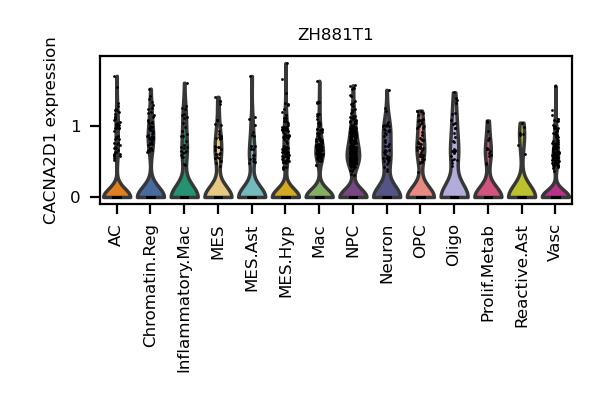 ZH881T1
CACNA2D1 expression
1
0
AC
Chromatin.Reg
Inflammatory.Mac
MES
MES.Ast
MES.Hyp
Mac
NPC
Neuron
OPC
Oligo
Prolif.Metab
Reactive.Ast
Vasc